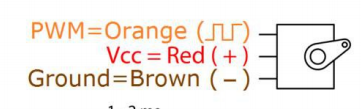 PWM=Orange (⎍⎍)
Vcc = Red (+)
Ground=Brown (−)